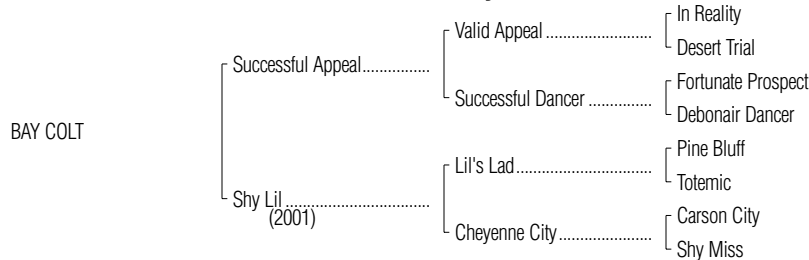 In Reality
Valid Appeal
Desert Trial
Successful Appeal
Fortunate Prospect
Successful Dancer
Debonair Dancer
BAY COLT
Pine Bluff
Lil's Lad
Totemic
Shy Lil
(2001)
Carson City
Cheyenne City
Shy Miss